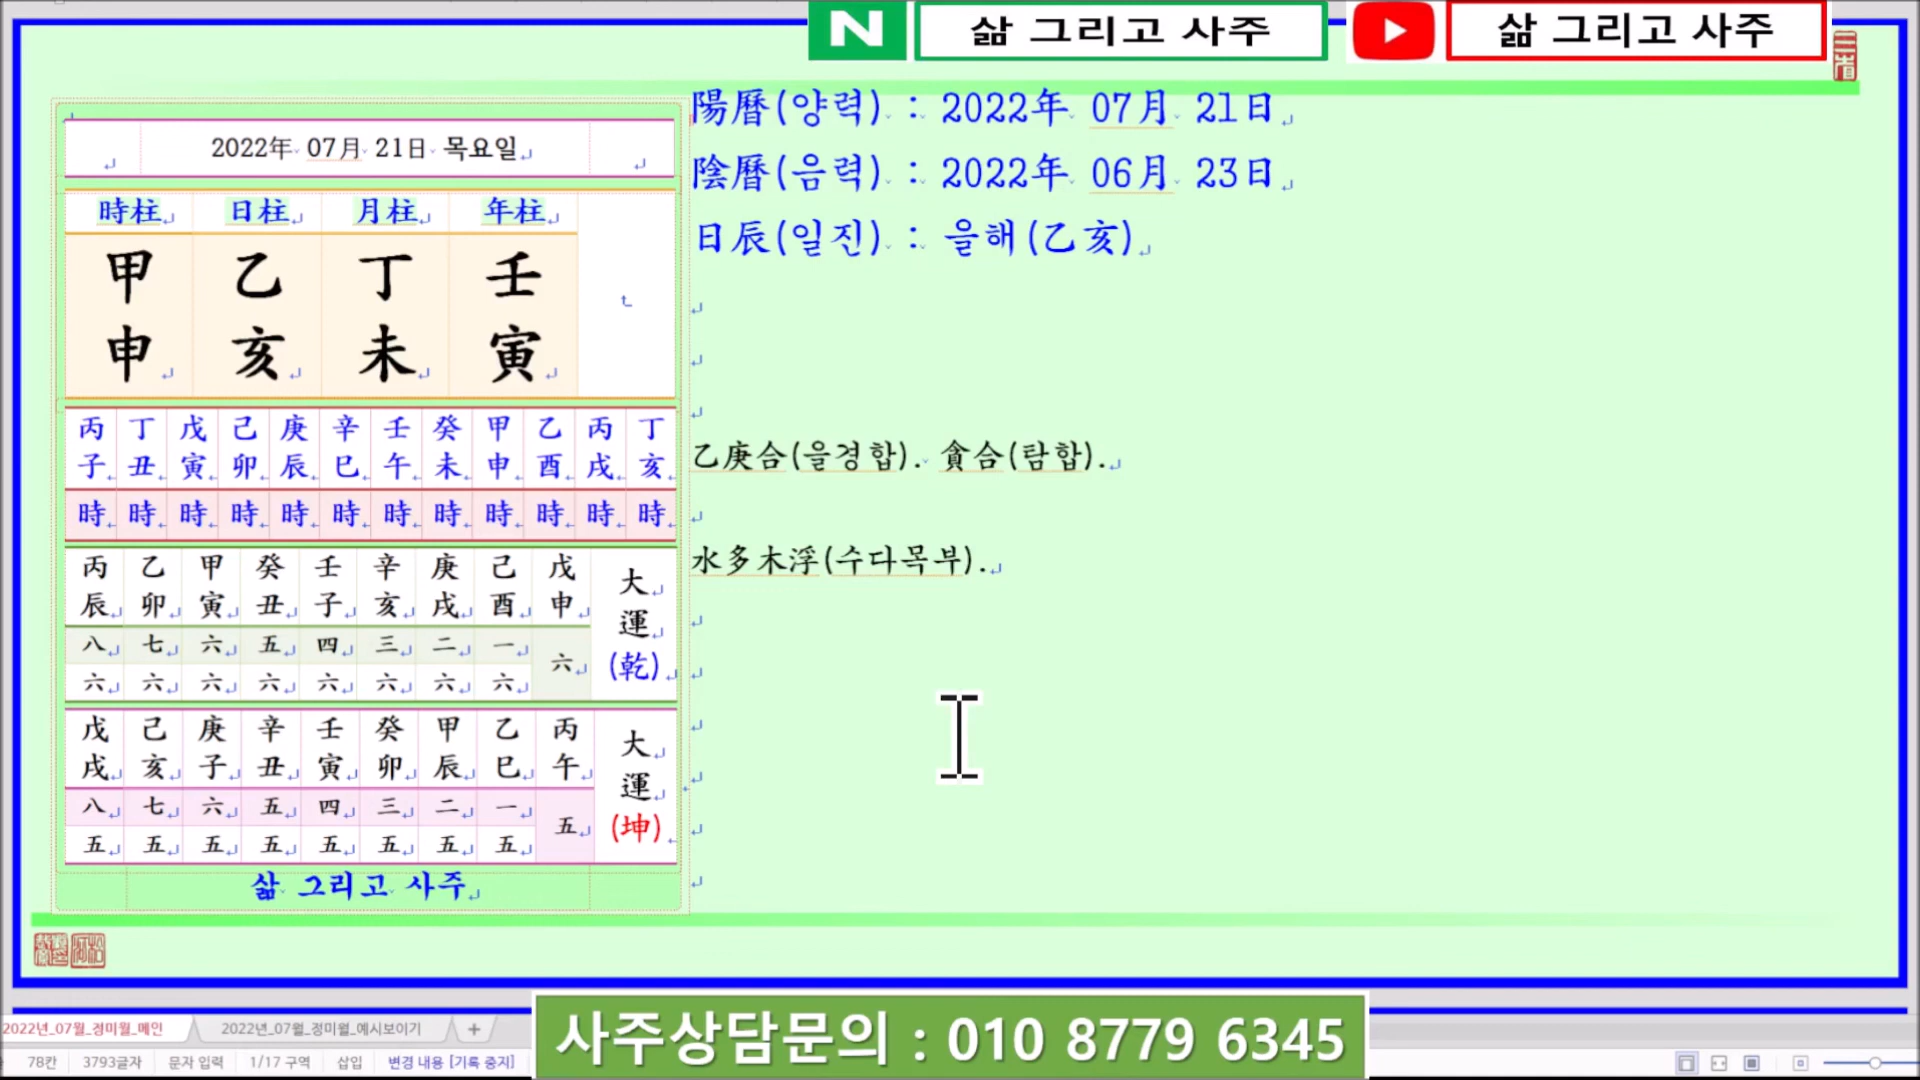 N 삶 그리고 사주 삶 그리고 사주
2022年 07月 21日 목요일
時柱 日柱 月柱 年柱
甲 乙 丁 壬
申 亥 未 寅
丙 丁 戊 己 庚 辛 壬 癸 甲 乙 丙 丁
子 丑 寅 卯 辰 巳 午 未 申 酉 戌 亥
時 時 時 時 時 時 時 時 時 時 時 時
丙 乙 甲 癸 壬 辛 庚 己 戊
辰 卯 寅 丑 子 亥 戌 酉 申
八 七 六 五 四 三 二 一 六
六 六 六 六 六 六 六 六
大
運
(乾)
戊 己 庚 辛 壬 癸 甲 乙 丙
戌 亥 子 丑 寅 卯 辰 巳 午
八 七 六 五 四 三 二 一 五
五 五 五 五 五 五 五 五
大
運
(坤)
삶 그리고 사주
陽曆(양력) : 2022年 07月 21日
陰曆(음력) : 2022年 06月 23日
日辰(일진) : 을해(乙亥)
乙庚合(을경합). 貪合(탐합).
水多木浮(수다목부).
2022년_07월_정미월_메인 2022년_07월_정미월_예시보이기 +
78칸 3793글자 문자 입력 1/17 구역 삽입 변경 내용 [기록 중지]
사주상담문의 : 010 8779 6345